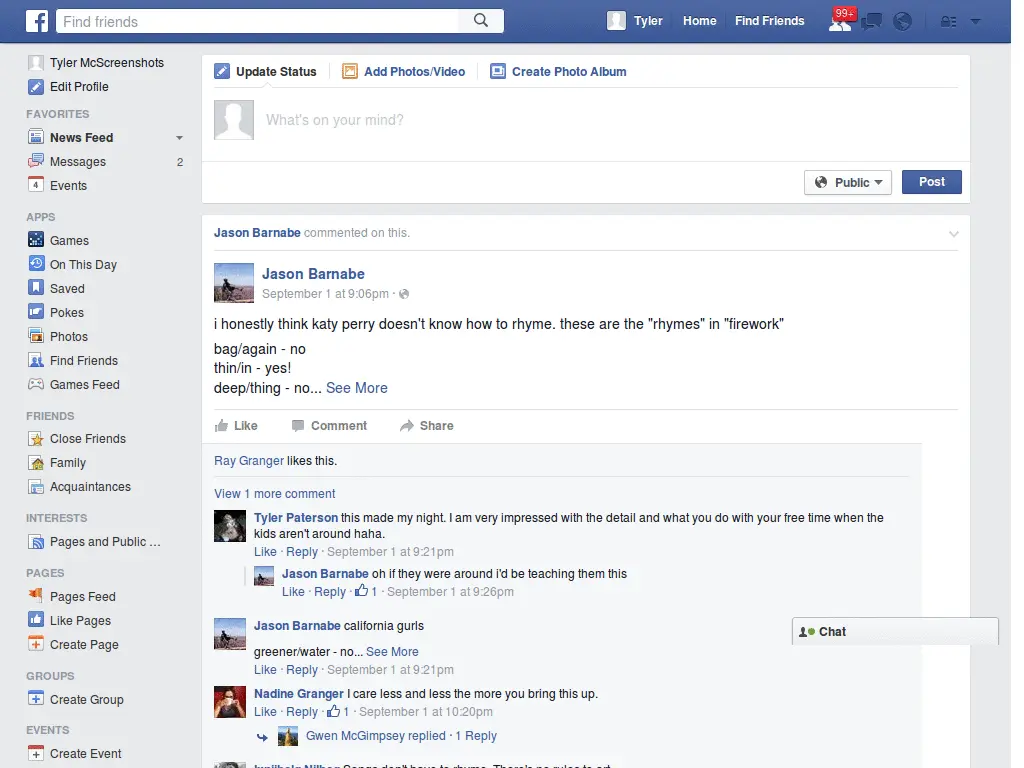 Find friends
Tyler
Home
Find Friends
99+
Tyler McScreenshots
Edit Profile
FAVORITES
News Feed
Messages 2
4 Events
APPS
Games
On This Day
Saved
Pokes
Photos
Find Friends
Games Feed
FRIENDS
Close Friends
Family
Acquaintances
INTERESTS
Pages and Public ...
PAGES
Pages Feed
Like Pages
Create Page
GROUPS
Create Group
EVENTS
Create Event
Update Status
Add Photos/Video
Create Photo Album
What's on your mind?
Public
Post
Jason Barnabe commented on this.
Jason Barnabe
September 1 at 9:06pm ·
i honestly think katy perry doesn't know how to rhyme. these are the "rhymes" in "firework"
bag/again - no
thin/in - yes!
deep/thing - no... See More
Like Comment Share
Ray Granger likes this.
View 1 more comment
Tyler Paterson this made my night. I am very impressed with the detail and what you do with your free time when the
kids aren't around haha.
Like · Reply · September 1 at 9:21pm
Jason Barnabe oh if they were around i'd be teaching them this
Like · Reply · 1 · September 1 at 9:26pm
Jason Barnabe california gurls
greener/water - no... See More
Like · Reply · September 1 at 9:21pm
Nadine Granger I care less and less the more you bring this up.
Like · Reply · 1 · September 1 at 10:20pm
Gwen McGimpsey replied · 1 Reply
Chat